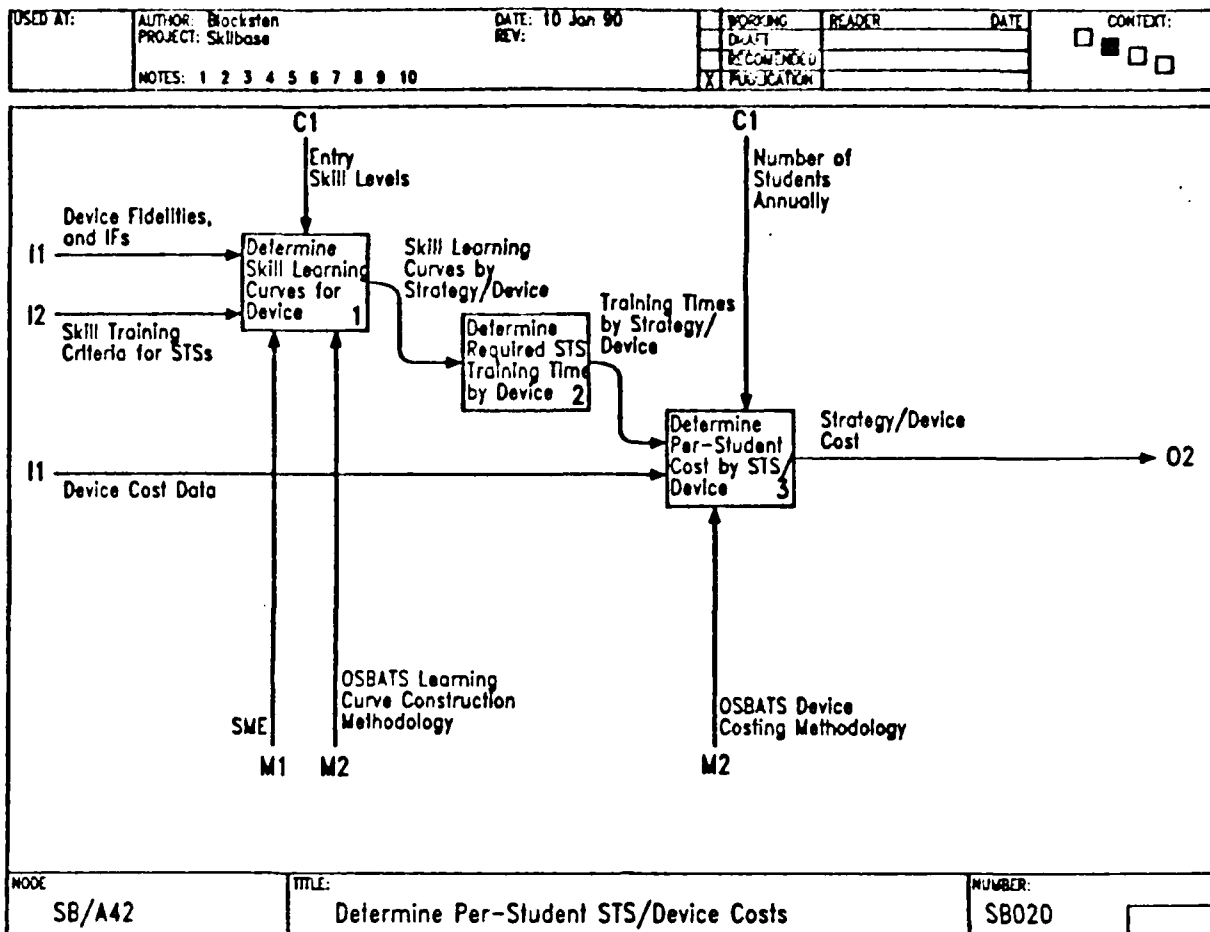 USED AT:
AUTHOR: Blocksten
PROJECT: Skillbase
DATE: 10 Jan 90
REV:
NOTES: 1 2 3 4 5 6 7 8 9 10
WORKING
DRAFT
RECOMENDED
X PUBLICATION
READER DATE
CONTEXT:
C1
Entry
Skill Levels
C1
Number of
Students
Annually
Device Fidelities,
and IFs
I1
I2
Skill Training
Criteria for STSs
Determine
Skill Learning
Curves for
Device 1
Skill Learning
Curves by
Strategy/Device
Determine
Required STS
Training Time
by Device 2
Training Times
by Strategy/
Device
Determine
Per-Student
Cost by STS/
Device 3
Strategy/Device
Cost
O2
I1
Device Cost Data
SME
M1
OSBATS Learning
Curve Construction
Methodology
M2
OSBATS Device
Costing Methodology
M2
NODE
SB/A42
TITLE:
Determine Per-Student STS/Device Costs
NUMBER:
SB020